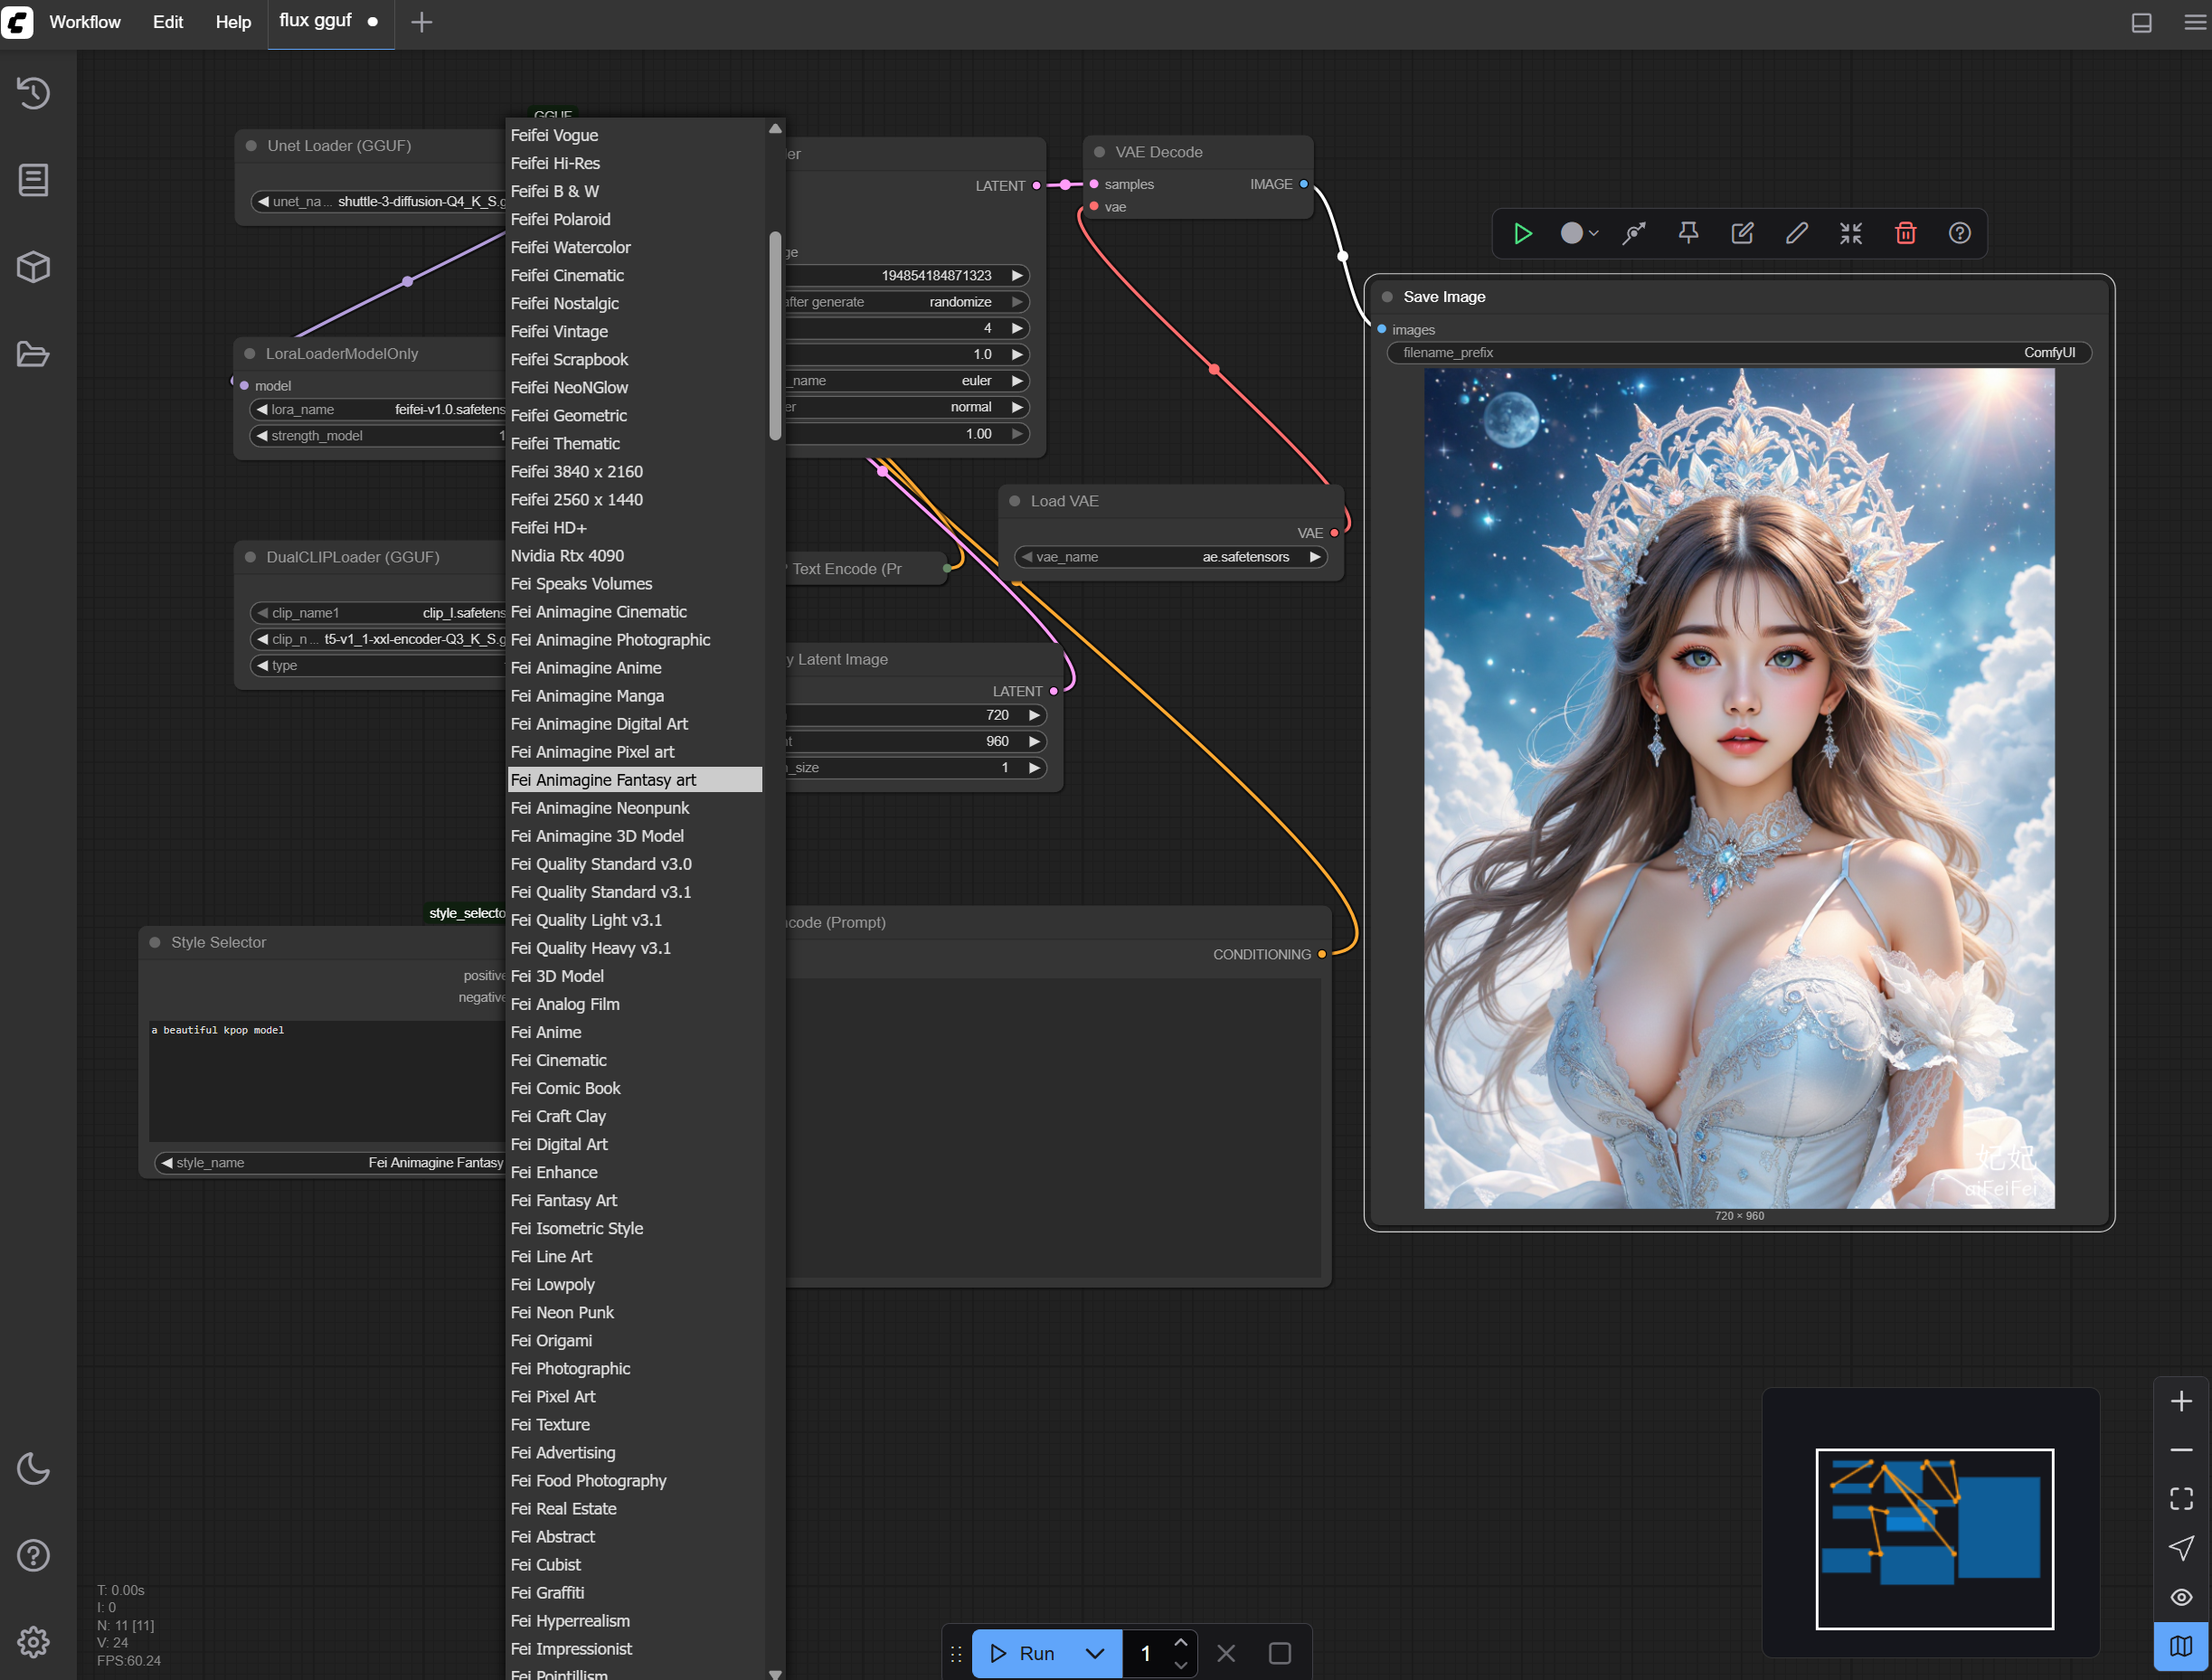 Workflow Edit Help flux gguf
GGUF
Unet Loader (GGUF)
unet_na... shuttle-3-diffusion-Q4_K_S.g
LoraLoaderModelOnly
model
lora_name feifei-v1.0.safetens
strength_model 1
DualCLIPLoader (GGUF)
clip_name1 clip_l.safetens
clip_n... t5-v1_1-xxl-encoder-Q3_K_S.g
type
style_selecto
Style Selector
positive
negative
a beautiful kpop model
style_name Fei Animagine Fantasy
Feifei Vogue
Feifei Hi-Res
Feifei B & W
Feifei Polaroid
Feifei Watercolor
Feifei Cinematic
Feifei Nostalgic
Feifei Vintage
Feifei Scrapbook
Feifei NeoNGlow
Feifei Geometric
Feifei Thematic
Feifei 3840 x 2160
Feifei 2560 x 1440
Feifei HD+
Nvidia Rtx 4090
Fei Speaks Volumes
Fei Animagine Cinematic
Fei Animagine Photographic
Fei Animagine Anime
Fei Animagine Manga
Fei Animagine Digital Art
Fei Animagine Pixel art
Fei Animagine Fantasy art
Fei Animagine Neonpunk
Fei Animagine 3D Model
Fei Quality Standard v3.0
Fei Quality Standard v3.1
Fei Quality Light v3.1
Fei Quality Heavy v3.1
Fei 3D Model
Fei Analog Film
Fei Anime
Fei Cinematic
Fei Comic Book
Fei Craft Clay
Fei Digital Art
Fei Enhance
Fei Fantasy Art
Fei Isometric Style
Fei Line Art
Fei Lowpoly
Fei Neon Punk
Fei Origami
Fei Photographic
Fei Pixel Art
Fei Texture
Fei Advertising
Fei Food Photography
Fei Real Estate
Fei Abstract
Fei Cubist
Fei Graffiti
Fei Hyperrealism
Fei Impressionist
Fei Pointillism
er
LATENT
ge
194854184871323
after generate randomize
4
1.0
_name euler
er normal
1.00
VAE Decode
samples IMAGE
vae
Load VAE
VAE
vae_name ae.safetensors
P Text Encode (Pr
y Latent Image
LATENT
720
ht 960
h_size 1
ncode (Prompt)
CONDITIONING
Save Image
images
filename_prefix ComfyUI
妃妃
aiFeiFei
720 × 960
T: 0.00s
I: 0
N: 11 [11]
V: 24
FPS:60.24
Run 1